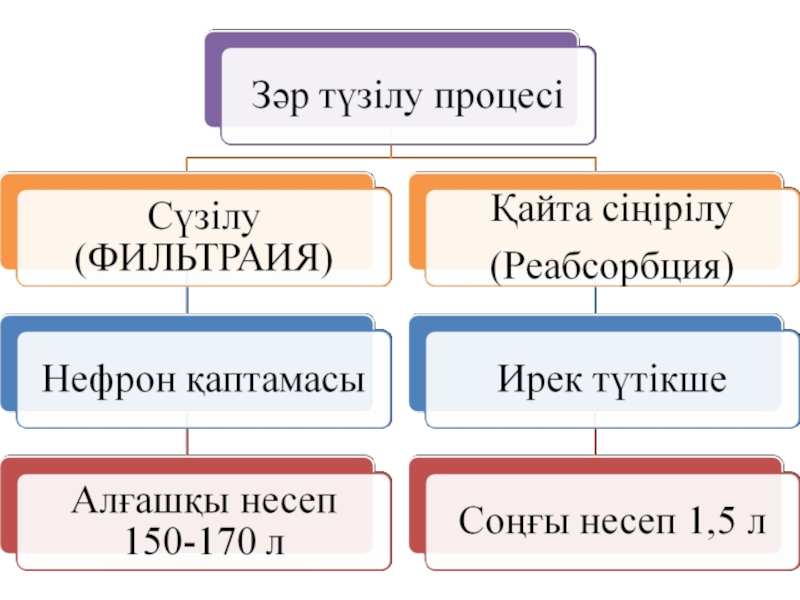 Зәр түзілу процесі
Сүзілу
(ФИЛЬТРАИЯ)
Қайта сіңірілу
(Реабсорбция)
Нефрон қаптамасы
Ирек түтікше
Алғашқы несеп
150-170 л
Соңғы несеп 1,5 л